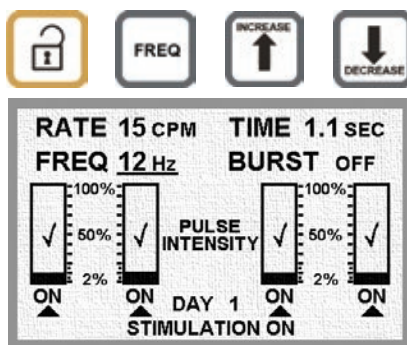 FREQ
INCREASE
DECREASE
RATE 15 CPM TIME 1.1 SEC
FREQ 12 Hz BURST OFF
100% 100%
50% PULSE INTENSITY 50%
2% 2%
ON ON DAY 1 ON ON
STIMULATION ON